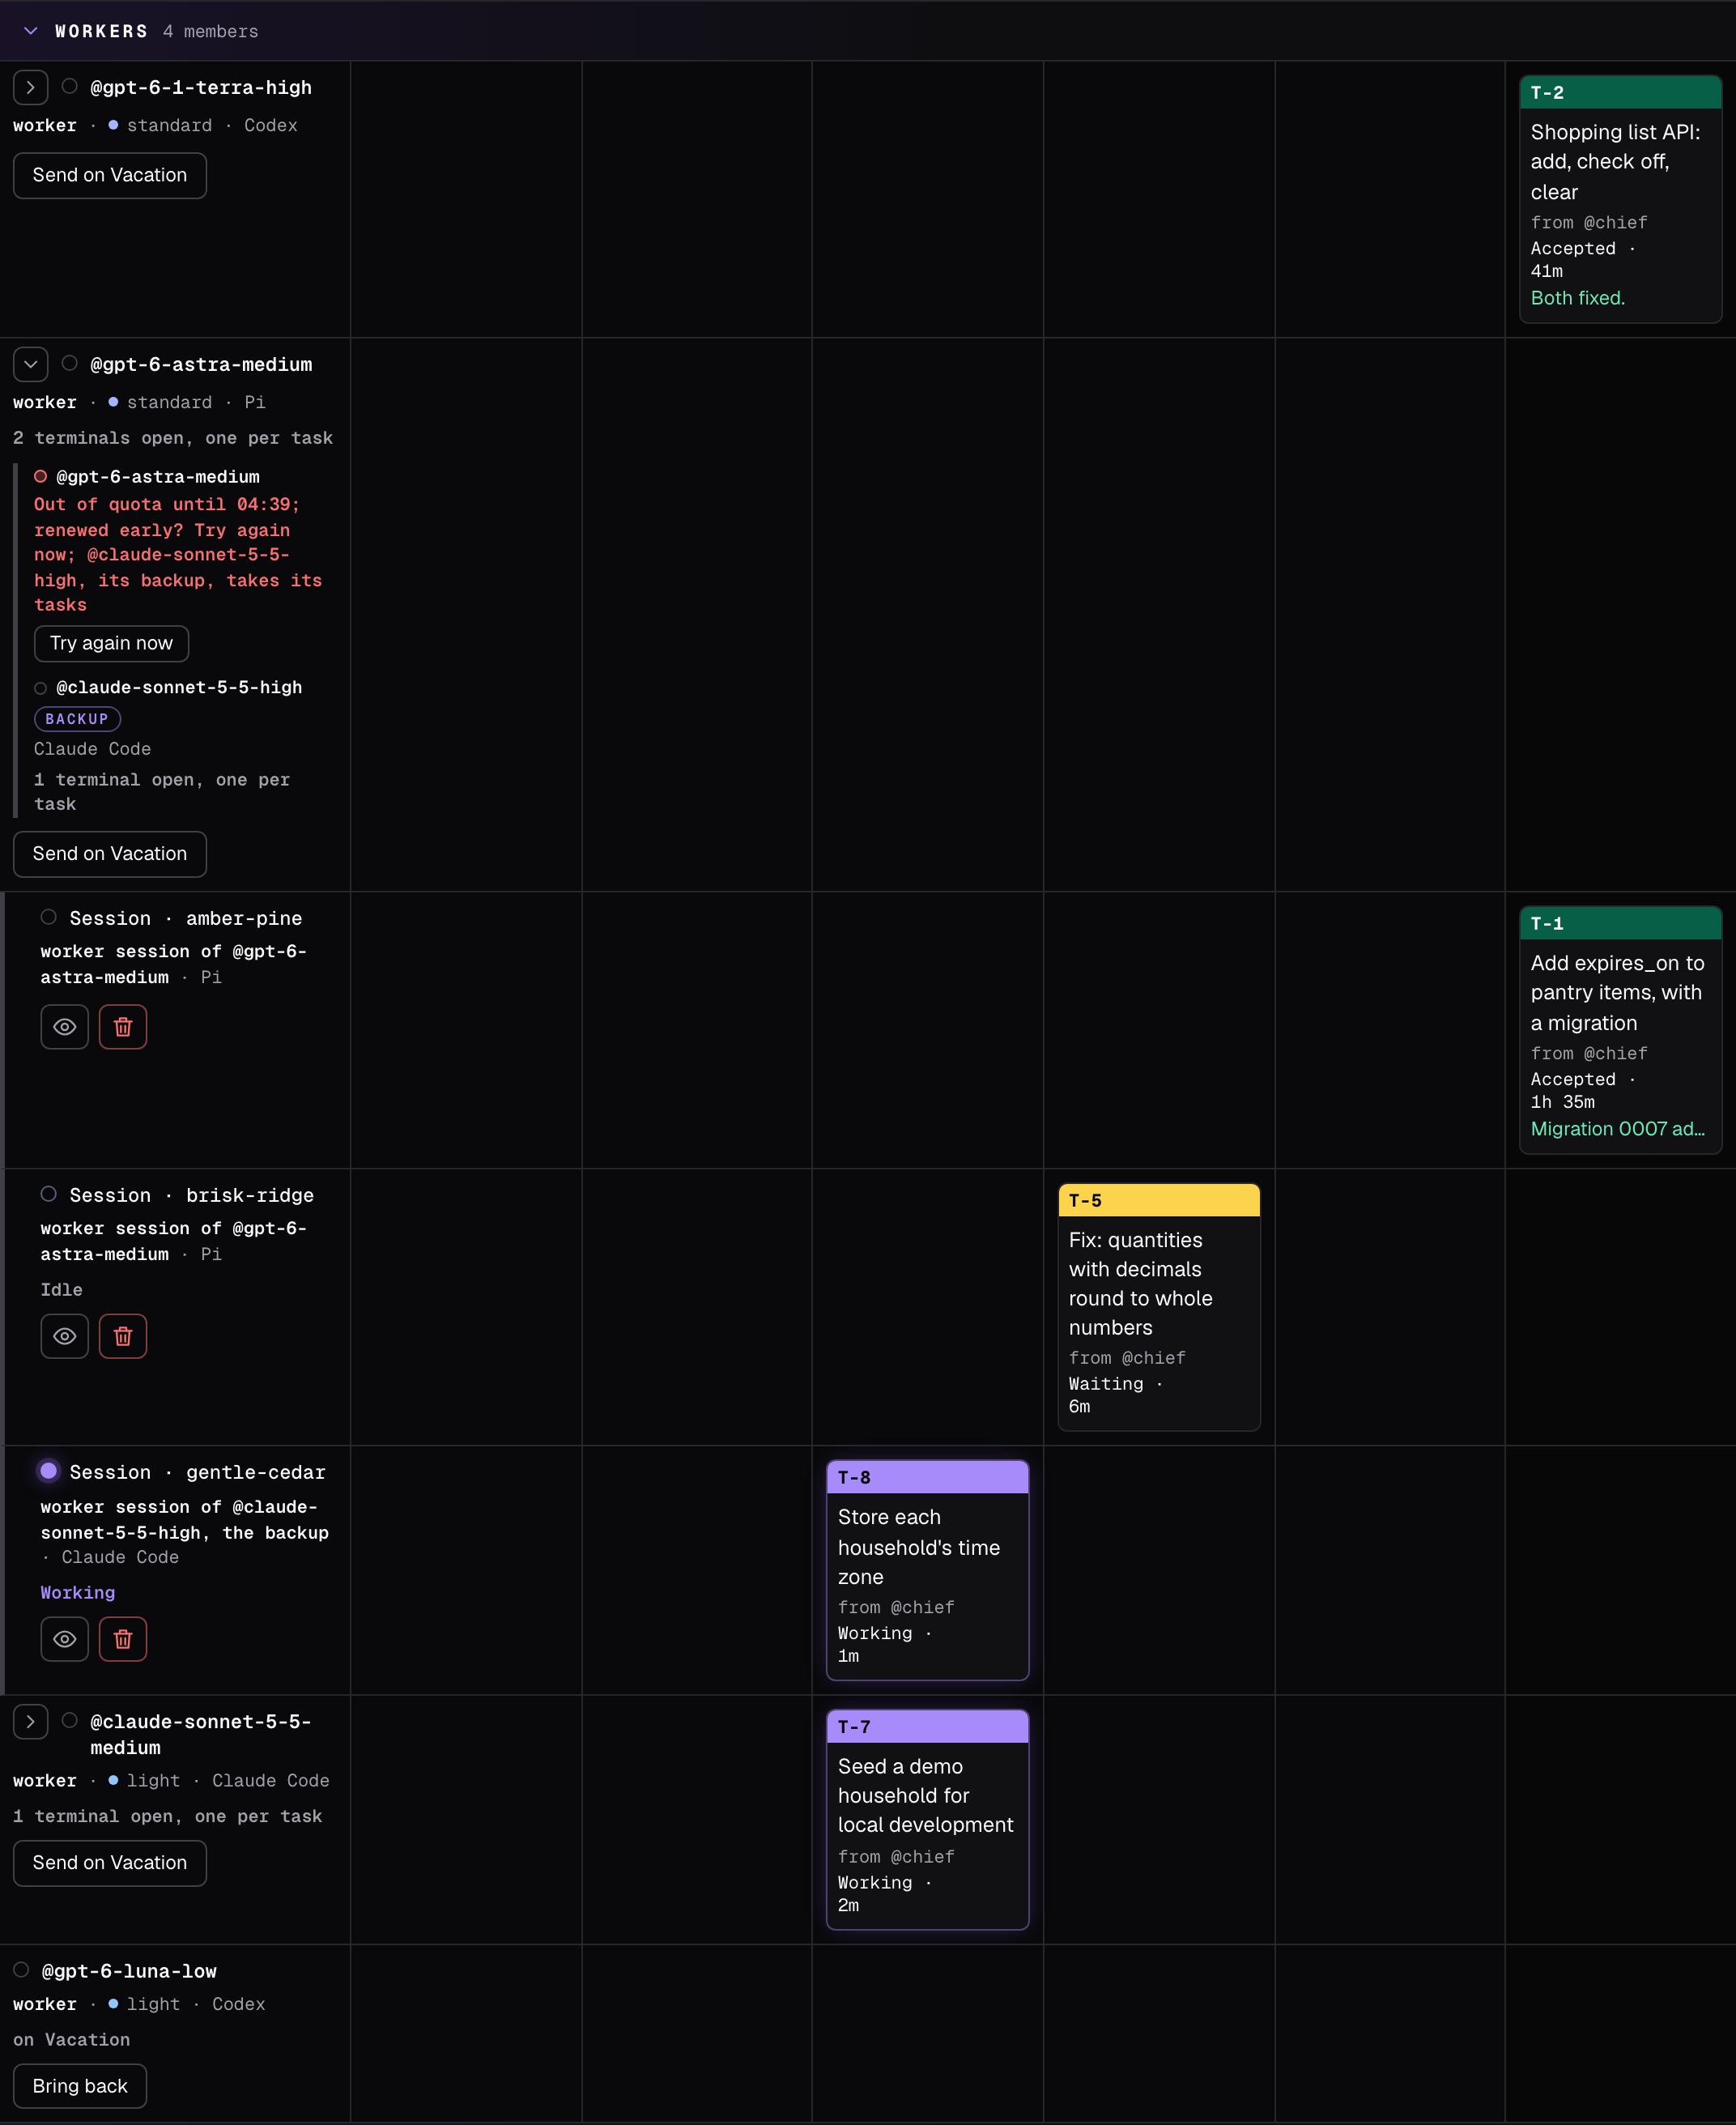 WORKERS 4 members
@gpt-6-1-terra-high
worker · standard · Codex
Send on Vacation
T-2
Shopping list API:
add, check off,
clear
from @chief
Accepted ·
41m
Both fixed.
@gpt-6-astra-medium
worker · standard · Pi
2 terminals open, one per task
@gpt-6-astra-medium
Out of quota until 04:39;
renewed early? Try again
now; @claude-sonnet-5-5-
high, its backup, takes its
tasks
Try again now
@claude-sonnet-5-5-high
BACKUP
Claude Code
1 terminal open, one per
task
Send on Vacation
Session · amber-pine
worker session of @gpt-6-
astra-medium · Pi
T-1
Add expires_on to
pantry items, with
a migration
from @chief
Accepted ·
1h 35m
Migration 0007 ad…
Session · brisk-ridge
worker session of @gpt-6-
astra-medium · Pi
Idle
T-5
Fix: quantities
with decimals
round to whole
numbers
from @chief
Waiting ·
6m
Session · gentle-cedar
worker session of @claude-
sonnet-5-5-high, the backup
· Claude Code
Working
T-8
Store each
household's time
zone
from @chief
Working ·
1m
@claude-sonnet-5-5-
medium
worker · light · Claude Code
1 terminal open, one per task
Send on Vacation
T-7
Seed a demo
household for
local development
from @chief
Working ·
2m
@gpt-6-luna-low
worker · light · Codex
on Vacation
Bring back